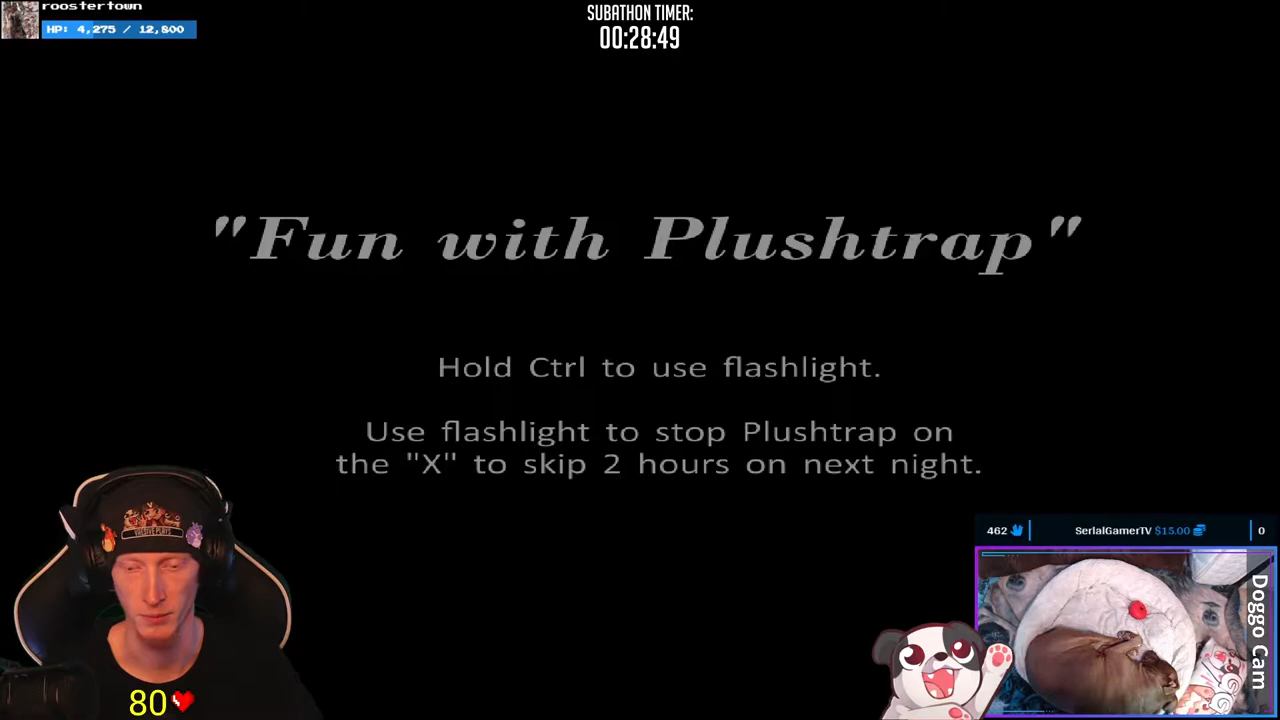 roostertown
HP: 4,275 / 12,800
SUBATHON TIMER:
00:28:49
"Fun with Plushtrap"
Hold Ctrl to use flashlight.
Use flashlight to stop Plushtrap on
the "X" to skip 2 hours on next night.
462
SerialGamerTV $15.00
0
Doggo Cam
80